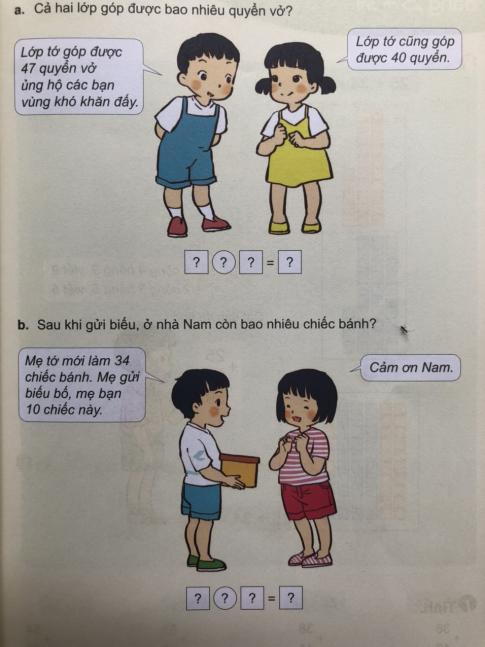 a. Cả hai lớp góp được bao nhiêu quyển vở?
Lớp tớ góp được
47 quyển vở
ủng hộ các bạn
vùng khó khăn đấy.
Lớp tớ cũng góp
được 40 quyển.
? ? ? = ?
b. Sau khi gửi biếu, ở nhà Nam còn bao nhiêu chiếc bánh?
Mẹ tớ mới làm 34
chiếc bánh. Mẹ gửi
biếu bố, mẹ bạn
10 chiếc này.
Cảm ơn Nam.
? ? ? = ?